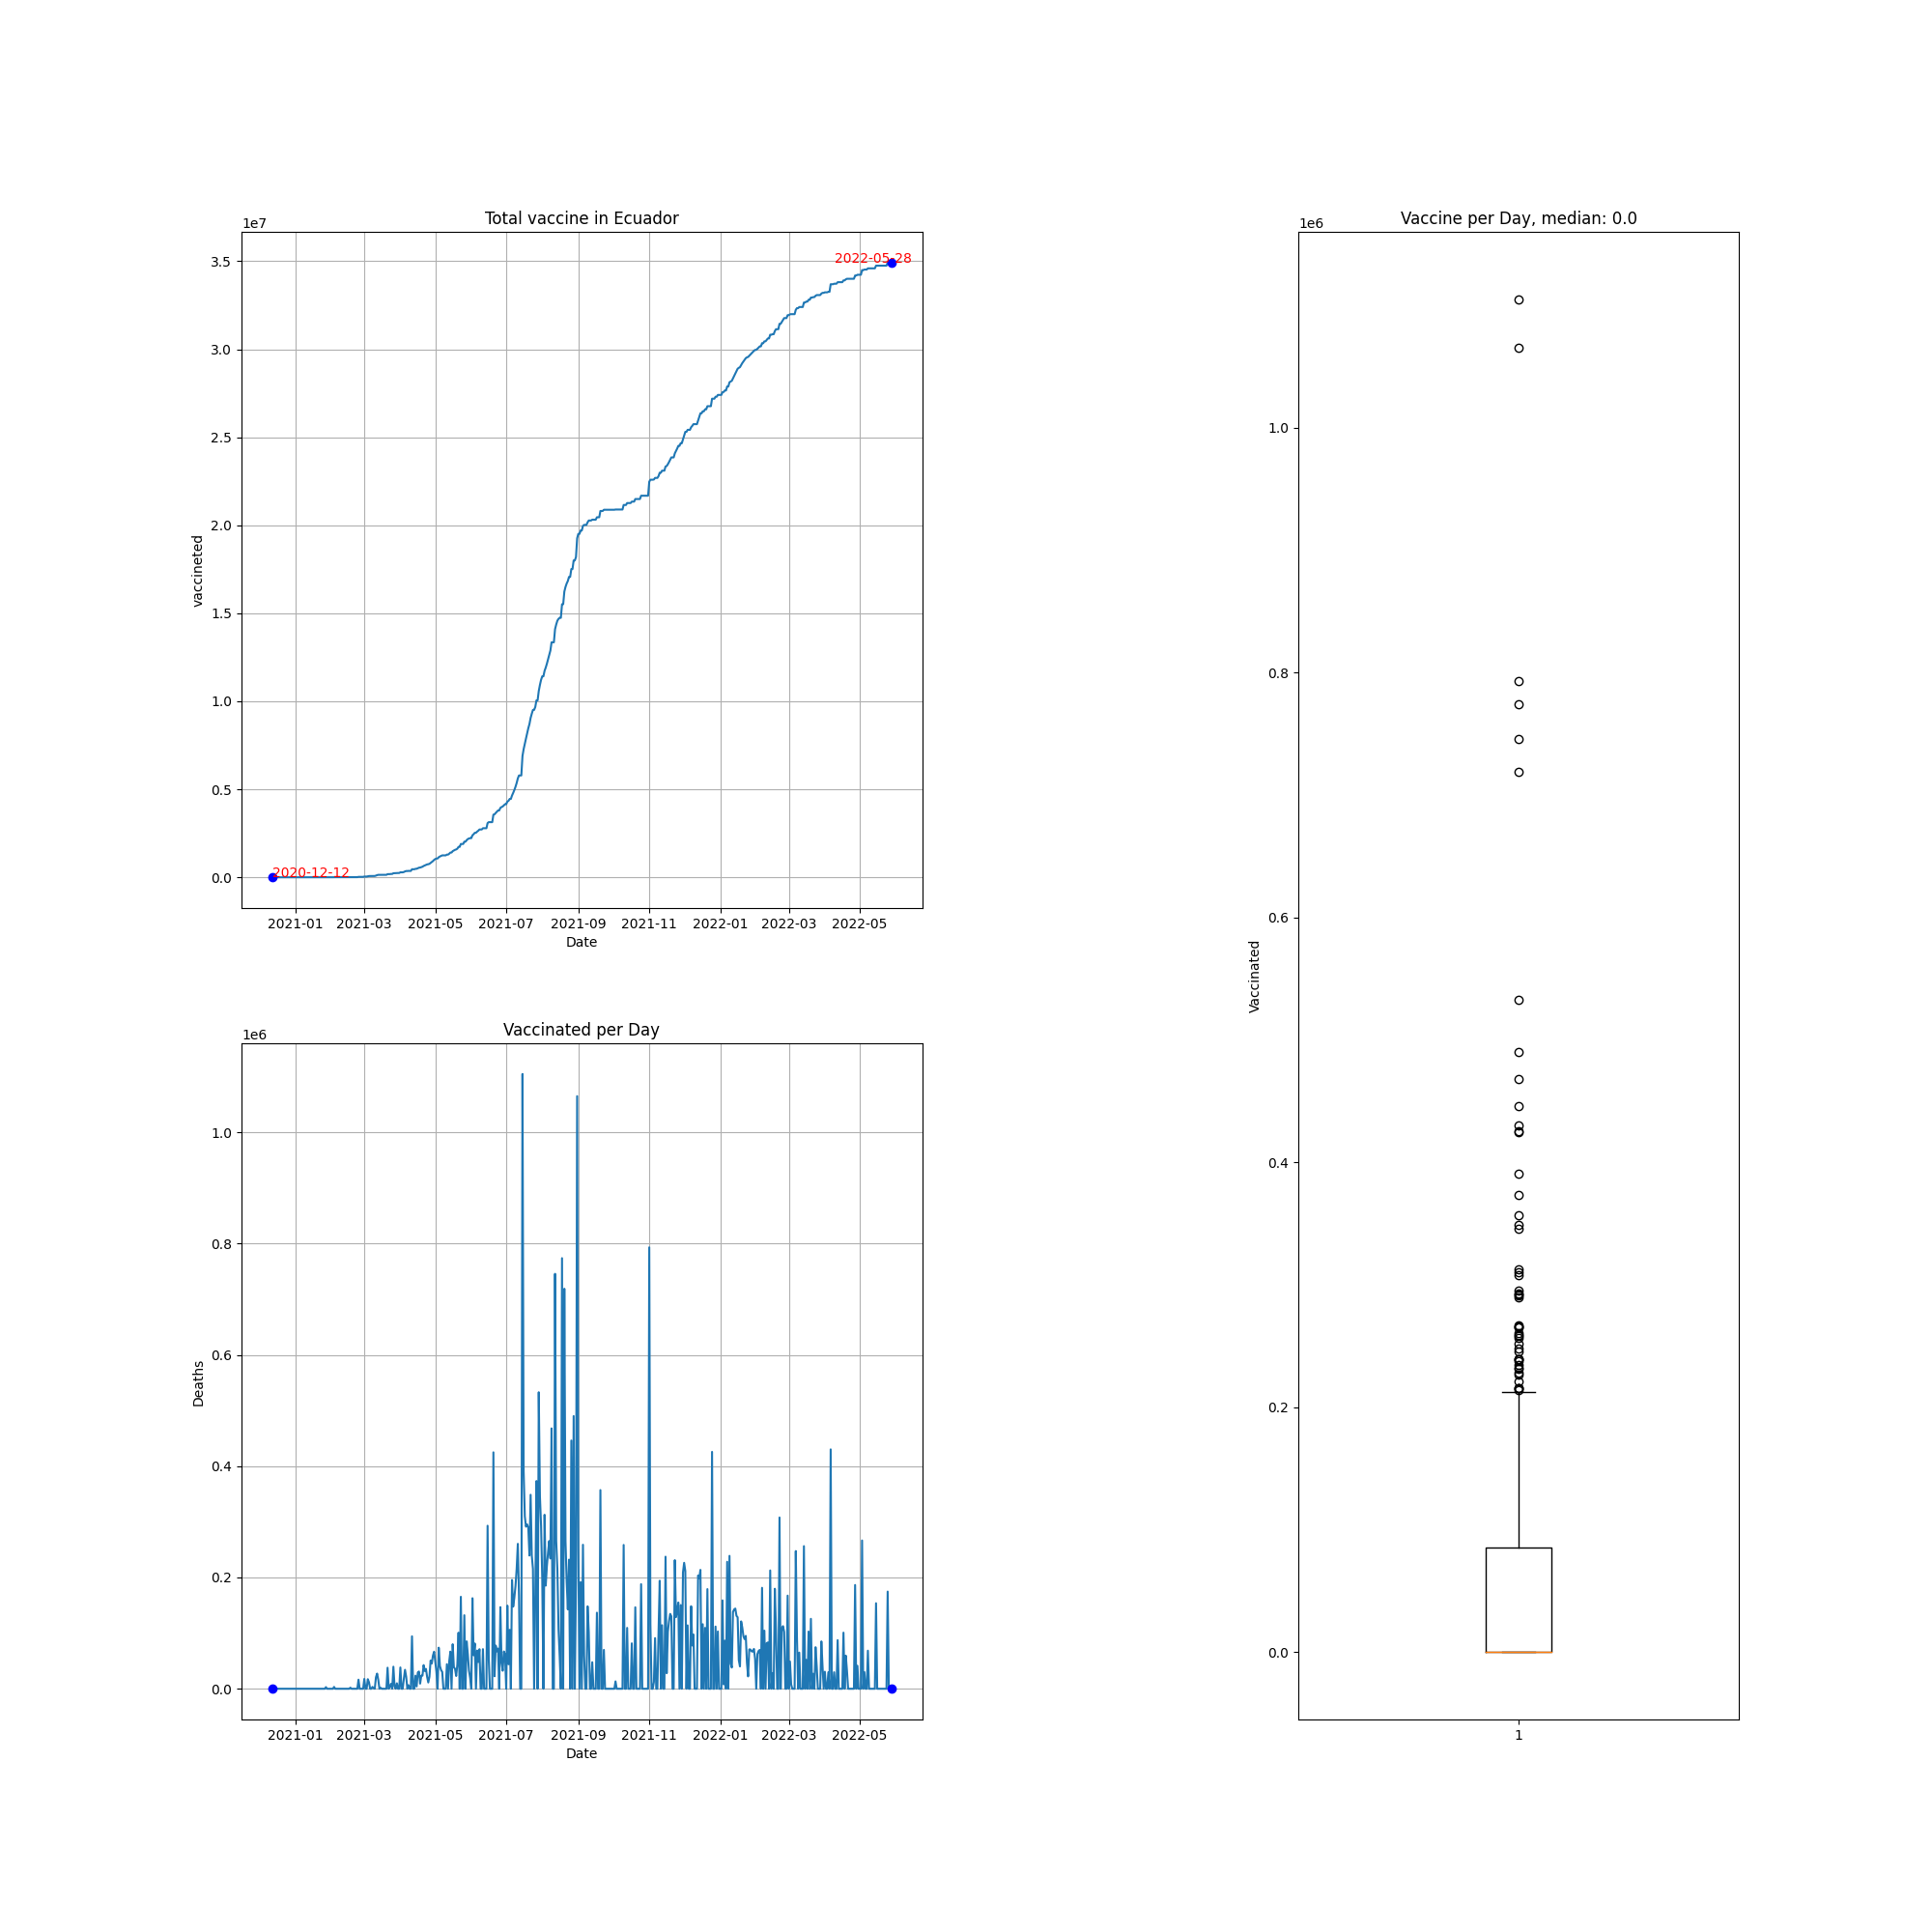 Total vaccine in Ecuador
1e7
3.5
3.0
2.5
2.0
1.5
1.0
0.5
0.0
vaccineted
2022-05-28
2020-12-12
2021-01 2021-03 2021-05 2021-07 2021-09 2021-11 2022-01 2022-03 2022-05
Date
Vaccinated per Day
1e6
1.0
0.8
0.6
0.4
0.2
0.0
Deaths
2021-01 2021-03 2021-05 2021-07 2021-09 2021-11 2022-01 2022-03 2022-05
Date
Vaccine per Day, median: 0.0
1e6
1.0
0.8
0.6
0.4
0.2
0.0
Vaccinated
1